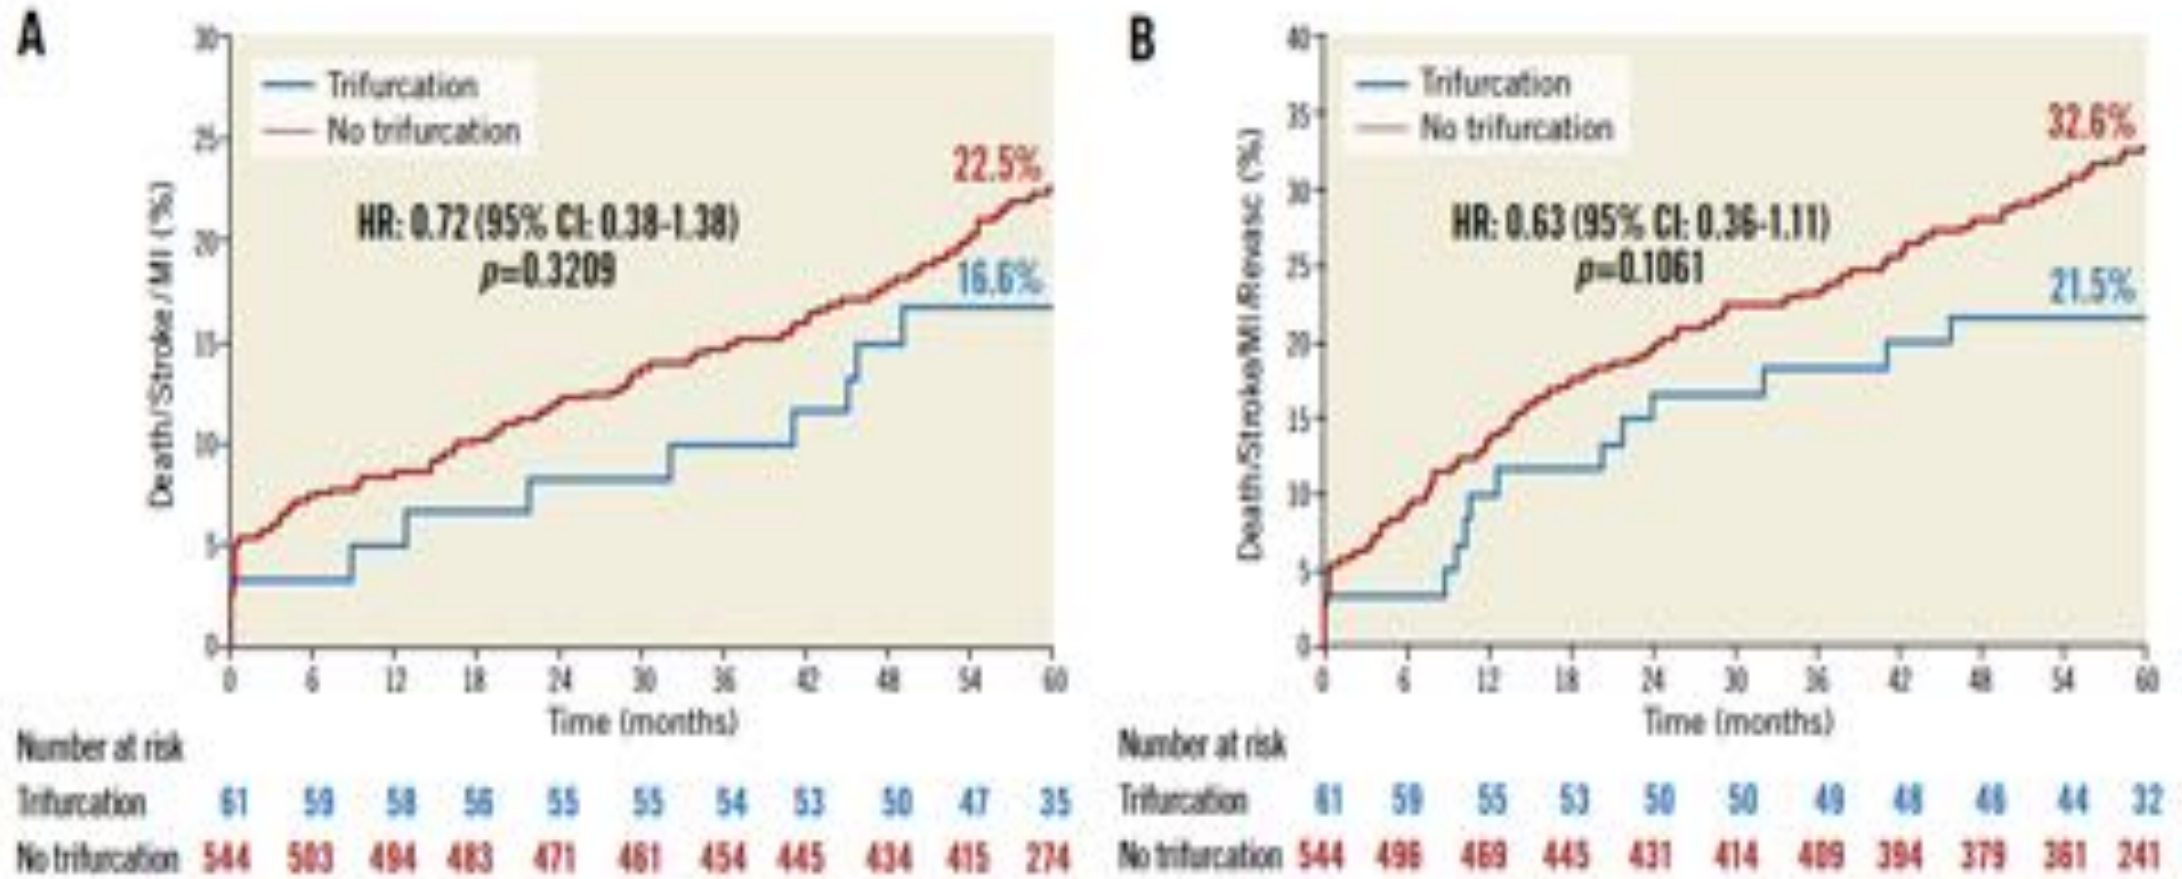 A
30
25
20
15
10
5
0
Death/Stroke/MI (%)
Trifurcation
No trifurcation
HR: 0.72 (95% CI: 0.38-1.38)
p=0.3209
22.5%
16.6%
0 6 12 18 24 30 36 42 48 54 60
Time (months)
Number at risk
Trifurcation 61 59 58 56 55 55 54 53 50 47 35
No trifurcation 544 503 494 483 471 461 454 445 434 415 274
B
40
35
30
25
20
15
10
5
0
Death/Stroke/MI/Revasc (%)
Trifurcation
No trifurcation
HR: 0.63 (95% CI: 0.36-1.11)
p=0.1061
32.6%
21.5%
0 6 12 18 24 30 36 42 48 54 60
Time (months)
Number at risk
Trifurcation 61 59 55 53 50 50 49 48 46 44 32
No trifurcation 544 496 469 445 431 414 409 394 379 361 241